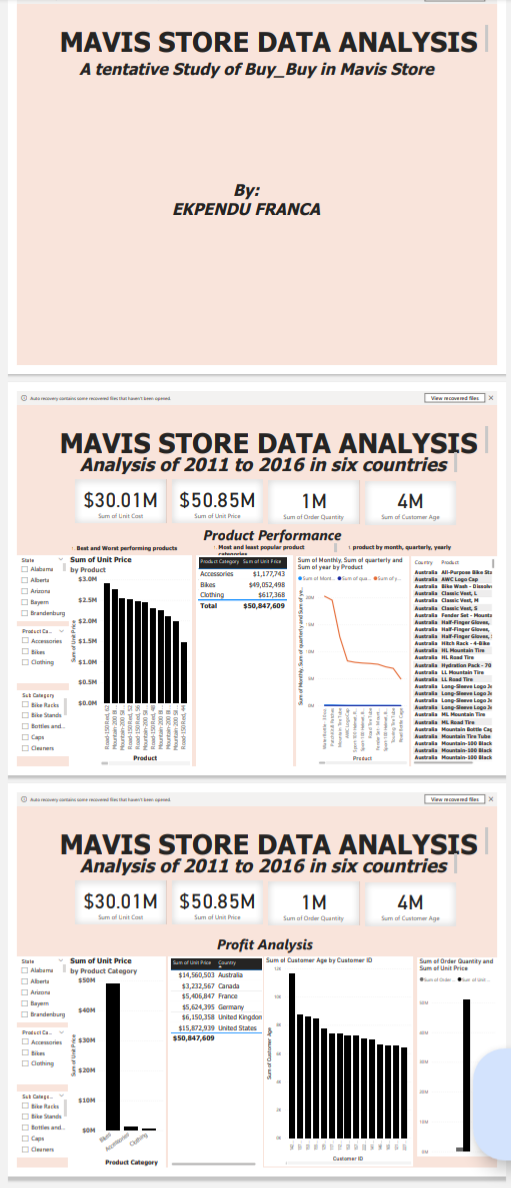 MAVIS STORE DATA ANALYSIS
A tentative Study of Buy_Buy in Mavis Store
By:
EKPENDU FRANCA
Auto recovery contains some recovered files that haven't been opened.
View recovered files
MAVIS STORE DATA ANALYSIS
Analysis of 2011 to 2016 in six countries
$30.01M
Sum of Unit Cost
$50.85M
Sum of Unit Price
1M
Sum of Order Quantity
4M
Sum of Customer Age
Product Performance
Best and Worst performing products
Most and least popular product categories
product by month, quarterly, yearly
State
Alabama
Alberta
Arizona
Bayern
Brandenburg
Product Ca...
Accessories
Bikes
Clothing
Sub Category
Bike Racks
Bike Stands
Bottles and...
Caps
Cleaners
Sum of Unit Price
by Product
Sum of Unit Price
$3.0M
$2.5M
$2.0M
$1.5M
$1.0M
$0.5M
$0.0M
Product
Product Category Sum of Unit Price
Accessories $1,177,743
Bikes $49,052,498
Clothing $617,368
Total $50,847,609
Sum of Monthly, Sum of quarterly and
Sum of year by Product
Sum of Mont... Sum of qua... Sum of y...
Product
Country Product
Australia All-Purpose Bike Sta
Australia AWC Logo Cap
Australia Bike Wash - Dissolv
Australia Classic Vest, L
Australia Classic Vest, M
Australia Classic Vest, S
Australia Fender Set - Mounta
Australia Half-Finger Gloves,
Australia Half-Finger Gloves,
Australia Half-Finger Gloves,
Australia Hitch Rack - 4-Bike
Australia HL Mountain Tire
Australia HL Road Tire
Australia Hydration Pack - 70
Australia LL Mountain Tire
Australia LL Road Tire
Australia Long-Sleeve Logo J
Australia Long-Sleeve Logo J
Australia Long-Sleeve Logo J
Australia Long-Sleeve Logo J
Australia ML Mountain Tire
Australia ML Road Tire
Australia Mountain Bottle Cag
Australia Mountain Tire Tube
Australia Mountain-100 Black
Australia Mountain-100 Black
Australia Mountain-100 Black
Auto recovery contains some recovered files that haven't been opened.
View recovered files
MAVIS STORE DATA ANALYSIS
Analysis of 2011 to 2016 in six countries
$30.01M
Sum of Unit Cost
$50.85M
Sum of Unit Price
1M
Sum of Order Quantity
4M
Sum of Customer Age
Profit Analysis
State
Alabama
Alberta
Arizona
Bayern
Brandenburg
Product Ca...
Accessories
Bikes
Clothing
Sub Catego...
Bike Racks
Bike Stands
Bottles and...
Caps
Cleaners
Sum of Unit Price
by Product Category
Sum of Unit Price
$50M
$40M
$30M
$20M
$10M
$0M
Bikes
Accessories
Clothing
Product Category
Sum of Unit Price Country
$14,560,503 Australia
$3,232,567 Canada
$5,406,847 France
$5,624,395 Germany
$6,150,358 United Kingdom
$15,872,939 United States
$50,847,609
Sum of Customer Age by Customer ID
Sum of Customer Age
Customer ID
Sum of Order Quantity and
Sum of Unit Price
Sum of Order ... Sum of Unit...